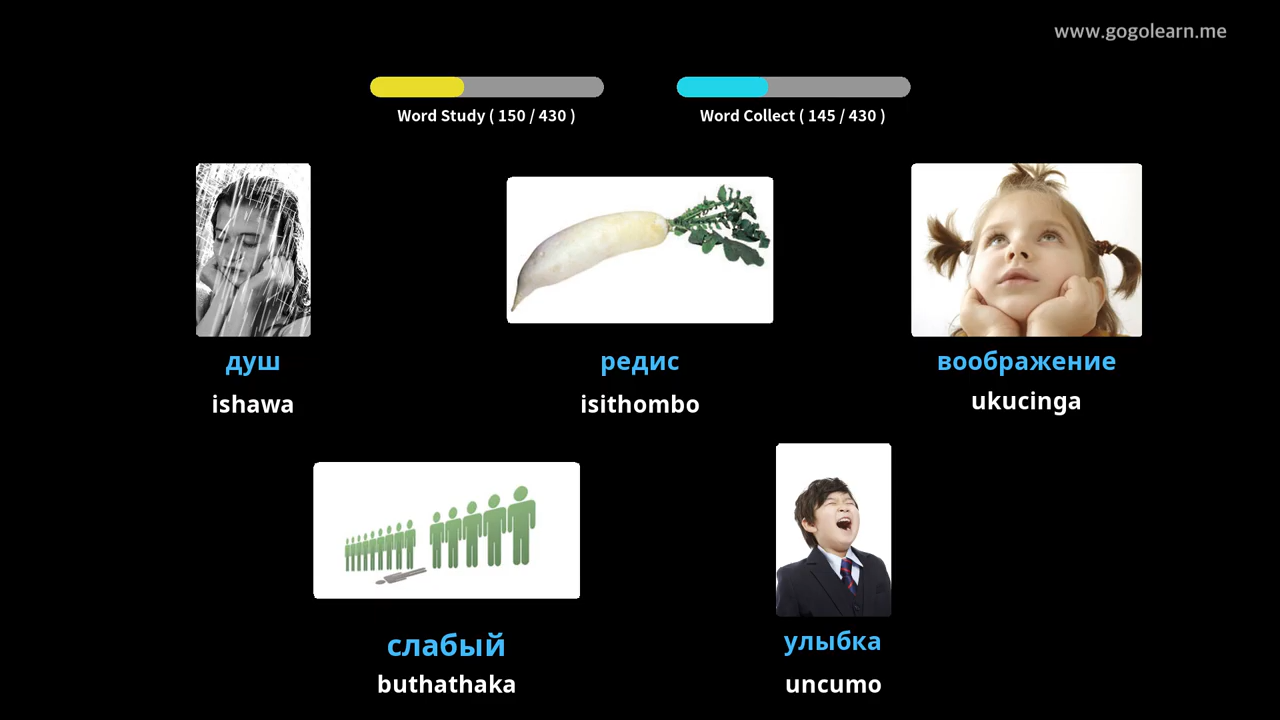 www.gogolearn.me
Word Study ( 150 / 430 )
Word Collect ( 145 / 430 )
душ
ishawa
редис
isithombo
воображение
ukucinga
слабый
buthathaka
улыбка
uncumo